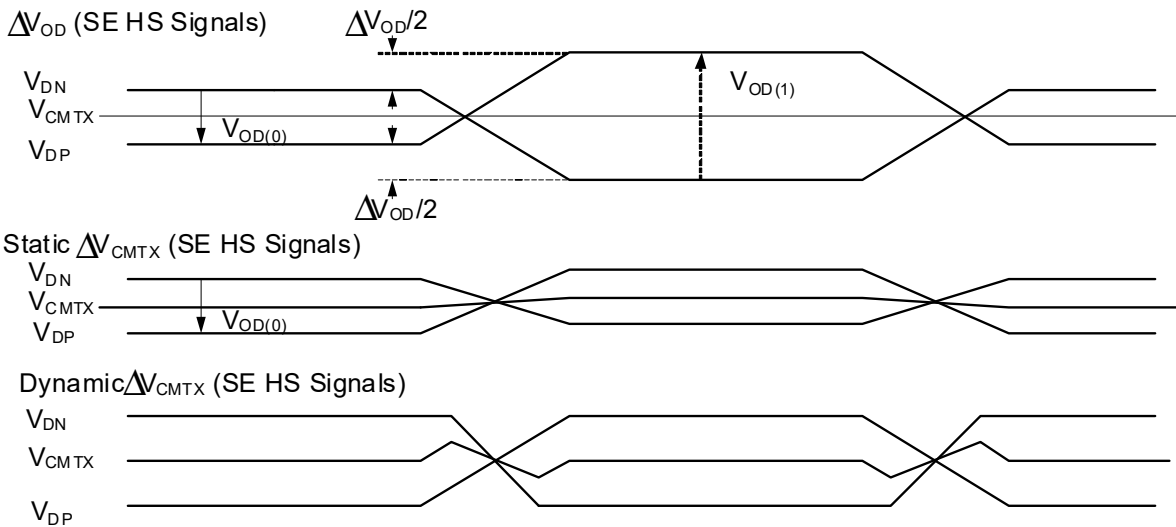 ΔV_OD (SE HS Signals)
ΔV_OD/2
V_DN
V_CMTX
V_OD(0)
V_DP
V_OD(1)
ΔV_OD/2
Static ΔV_CMTX (SE HS Signals)
V_DN
V_CMTX
V_OD(0)
V_DP
Dynamic ΔV_CMTX (SE HS Signals)
V_DN
V_CMTX
V_DP